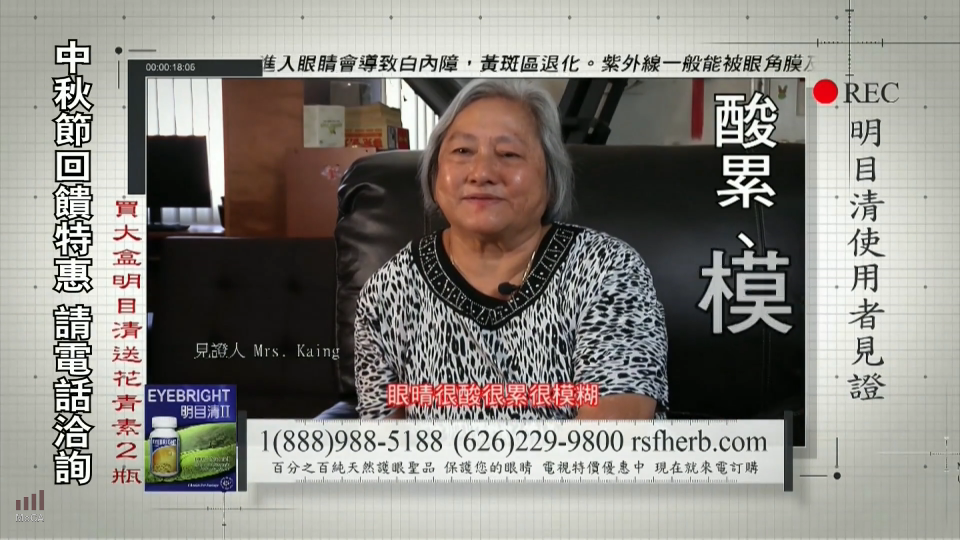 中秋節回饋特惠 請電話洽詢
買大盒明目清送花青素2瓶
00:00:18:06
進入眼睛會導致白內障，黃斑區退化。紫外線一般能被眼角膜
REC
明目清使用者見證
酸累、模
見證人 Mrs. Kaing
眼睛很酸很累很模糊
EYEBRIGHT
明目清II
EYEBRIGHT
1(888)988-5188 (626)229-9800 rsfherb.com
百分之百純天然護眼聖品 保護您的眼睛 電視特價優惠中 現在就來電訂購